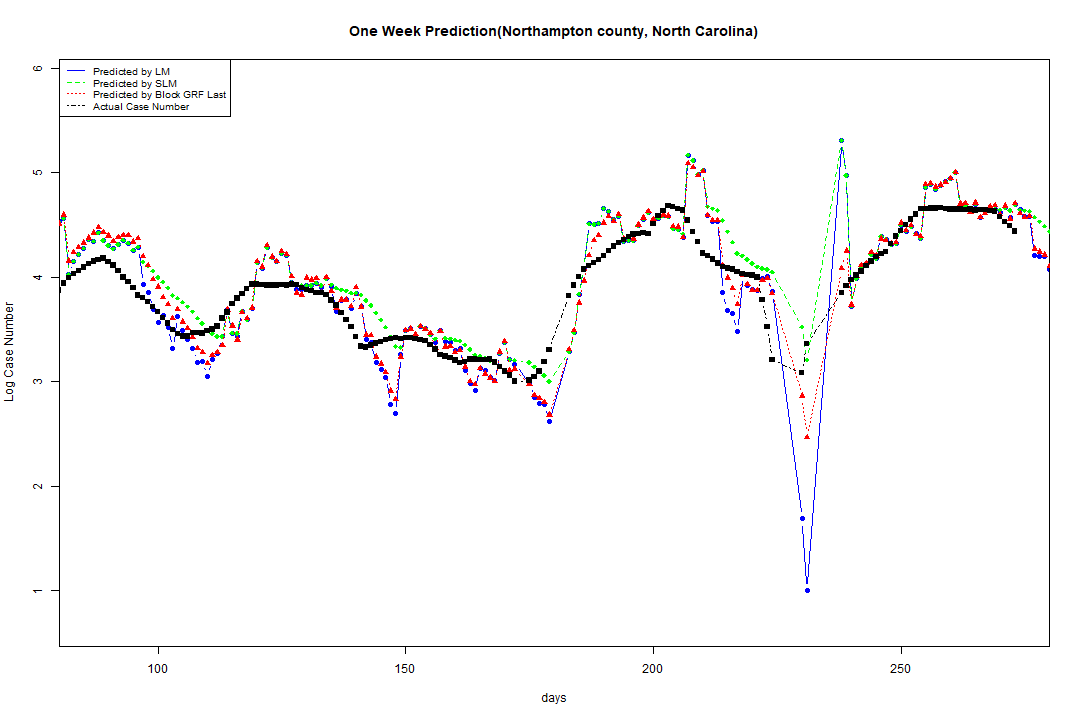 One Week Prediction(Northampton county, North Carolina)
Predicted by LM
Predicted by SLM
Predicted by Block GRF Last
Actual Case Number
6
5
4
3
2
1
Log Case Number
100 150 200 250
days